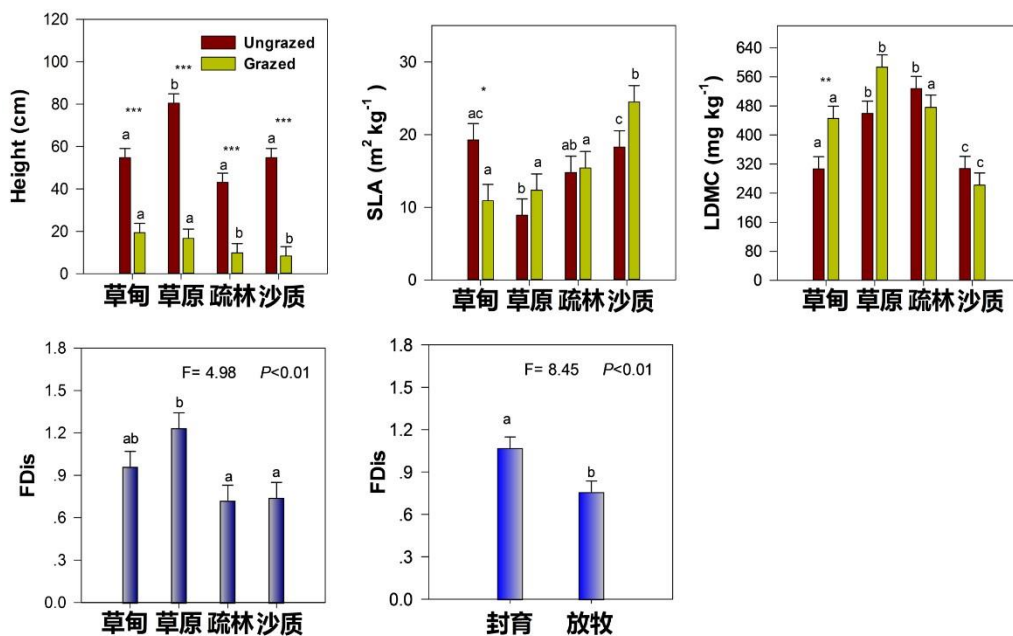 Height (cm)
120
100
80
60
40
20
0
Ungrazed
Grazed
***
***
***
***
a
b
a
a
a
a
b
b
草甸 草原 疏林 沙质
SLA (m² kg⁻¹)
30
20
10
0
*
ac
a
b
a
ab
a
c
b
草甸 草原 疏林 沙质
LDMC (mg kg⁻¹)
640
560
480
400
320
240
160
80
0
**
a
a
b
b
b
a
c
c
草甸 草原 疏林 沙质
FDis
1.8
1.5
1.2
.9
.6
.3
0.0
F= 4.98 P<0.01
ab
b
a
a
草甸 草原 疏林 沙质
FDis
1.8
1.5
1.2
.9
.6
.3
0.0
F= 8.45 P<0.01
a
b
封育 放牧